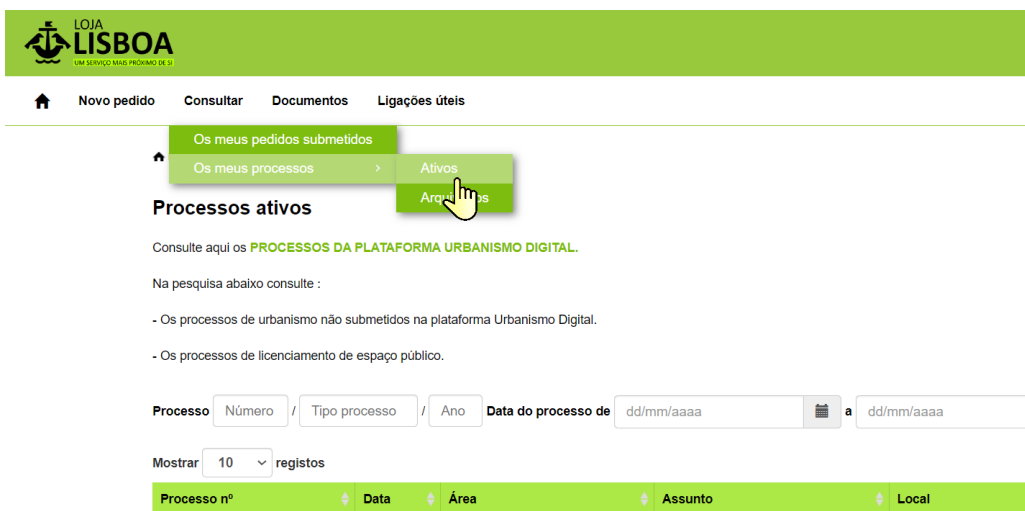 LOJA
LISBOA
UM SERVIÇO MAIS PRÓXIMO DE SI
Novo pedido Consultar Documentos Ligações úteis
Os meus pedidos submetidos
Os meus processos > Ativos
Processos ativos
Consulte aqui os PROCESSOS DA PLATAFORMA URBANISMO DIGITAL.
Na pesquisa abaixo consulte :
- Os processos de urbanismo não submetidos na plataforma Urbanismo Digital.
- Os processos de licenciamento de espaço público.
Processo Número / Tipo processo / Ano Data do processo de dd/mm/aaaa a dd/mm/aaaa
Mostrar 10 registos
Processo nº Data Área Assunto Local